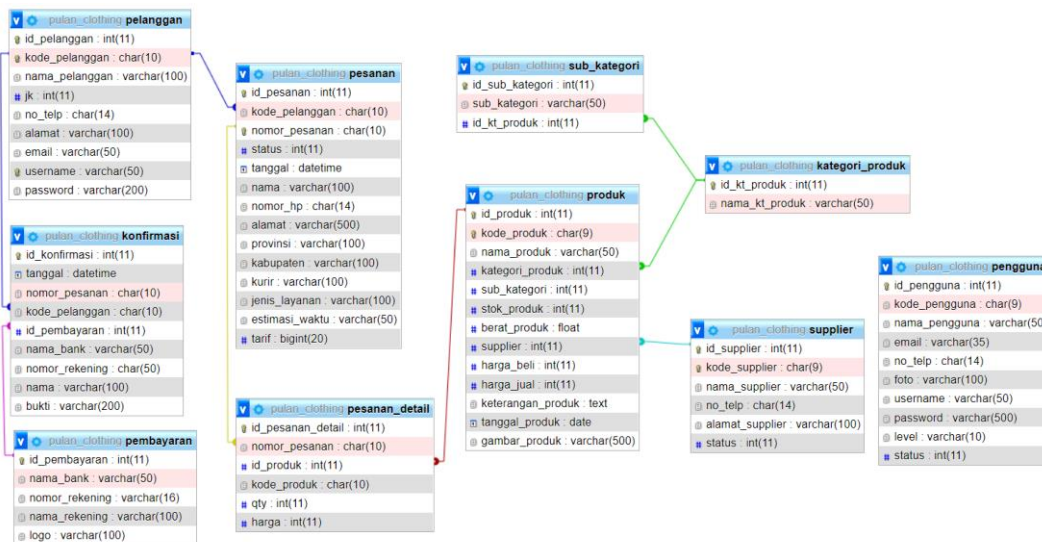 pulan_clothing pelanggan
id_pelanggan : int(11)
kode_pelanggan : char(10)
nama_pelanggan : varchar(100)
jk : int(11)
no_telp : char(14)
alamat : varchar(100)
email : varchar(50)
username : varchar(50)
password : varchar(200)
pulan_clothing konfirmasi
id_konfirmasi : int(11)
tanggal : datetime
nomor_pesanan : char(10)
kode_pelanggan : char(10)
id_pembayaran : int(11)
nama_bank : varchar(50)
nomor_rekening : char(50)
nama : varchar(100)
bukti : varchar(200)
pulan_clothing pembayaran
id_pembayaran : int(11)
nama_bank : varchar(50)
nomor_rekening : varchar(16)
nama_rekening : varchar(100)
logo : varchar(100)
pulan_clothing pesanan
id_pesanan : int(11)
kode_pelanggan : char(10)
nomor_pesanan : char(10)
status : int(11)
tanggal : datetime
nama : varchar(100)
nomor_hp : char(14)
alamat : varchar(500)
provinsi : varchar(100)
kabupaten : varchar(100)
kurir : varchar(100)
jenis_layanan : varchar(100)
estimasi_waktu : varchar(50)
tarif : bigint(20)
pulan_clothing pesanan_detail
id_pesanan_detail : int(11)
nomor_pesanan : char(10)
id_produk : int(11)
kode_produk : char(10)
qty : int(11)
harga : int(11)
pulan_clothing sub_kategori
id_sub_kategori : int(11)
sub_kategori : varchar(50)
id_kt_produk : int(11)
pulan_clothing produk
id_produk : int(11)
kode_produk : char(9)
nama_produk : varchar(50)
kategori_produk : int(11)
sub_kategori : int(11)
stok_produk : int(11)
berat_produk : float
supplier : int(11)
harga_beli : int(11)
harga_jual : int(11)
keterangan_produk : text
tanggal_produk : date
gambar_produk : varchar(500)
pulan_clothing kategori_produk
id_kt_produk : int(11)
nama_kt_produk : varchar(50)
pulan_clothing supplier
id_supplier : int(11)
kode_supplier : char(9)
nama_supplier : varchar(50)
no_telp : char(14)
alamat_supplier : varchar(100)
status : int(11)
pulan_clothing pengguna
id_pengguna : int(11)
kode_pengguna : char(9)
nama_pengguna : varchar(50
email : varchar(35)
no_telp : char(14)
foto : varchar(100)
username : varchar(50)
password : varchar(500)
level : varchar(10)
status : int(11)